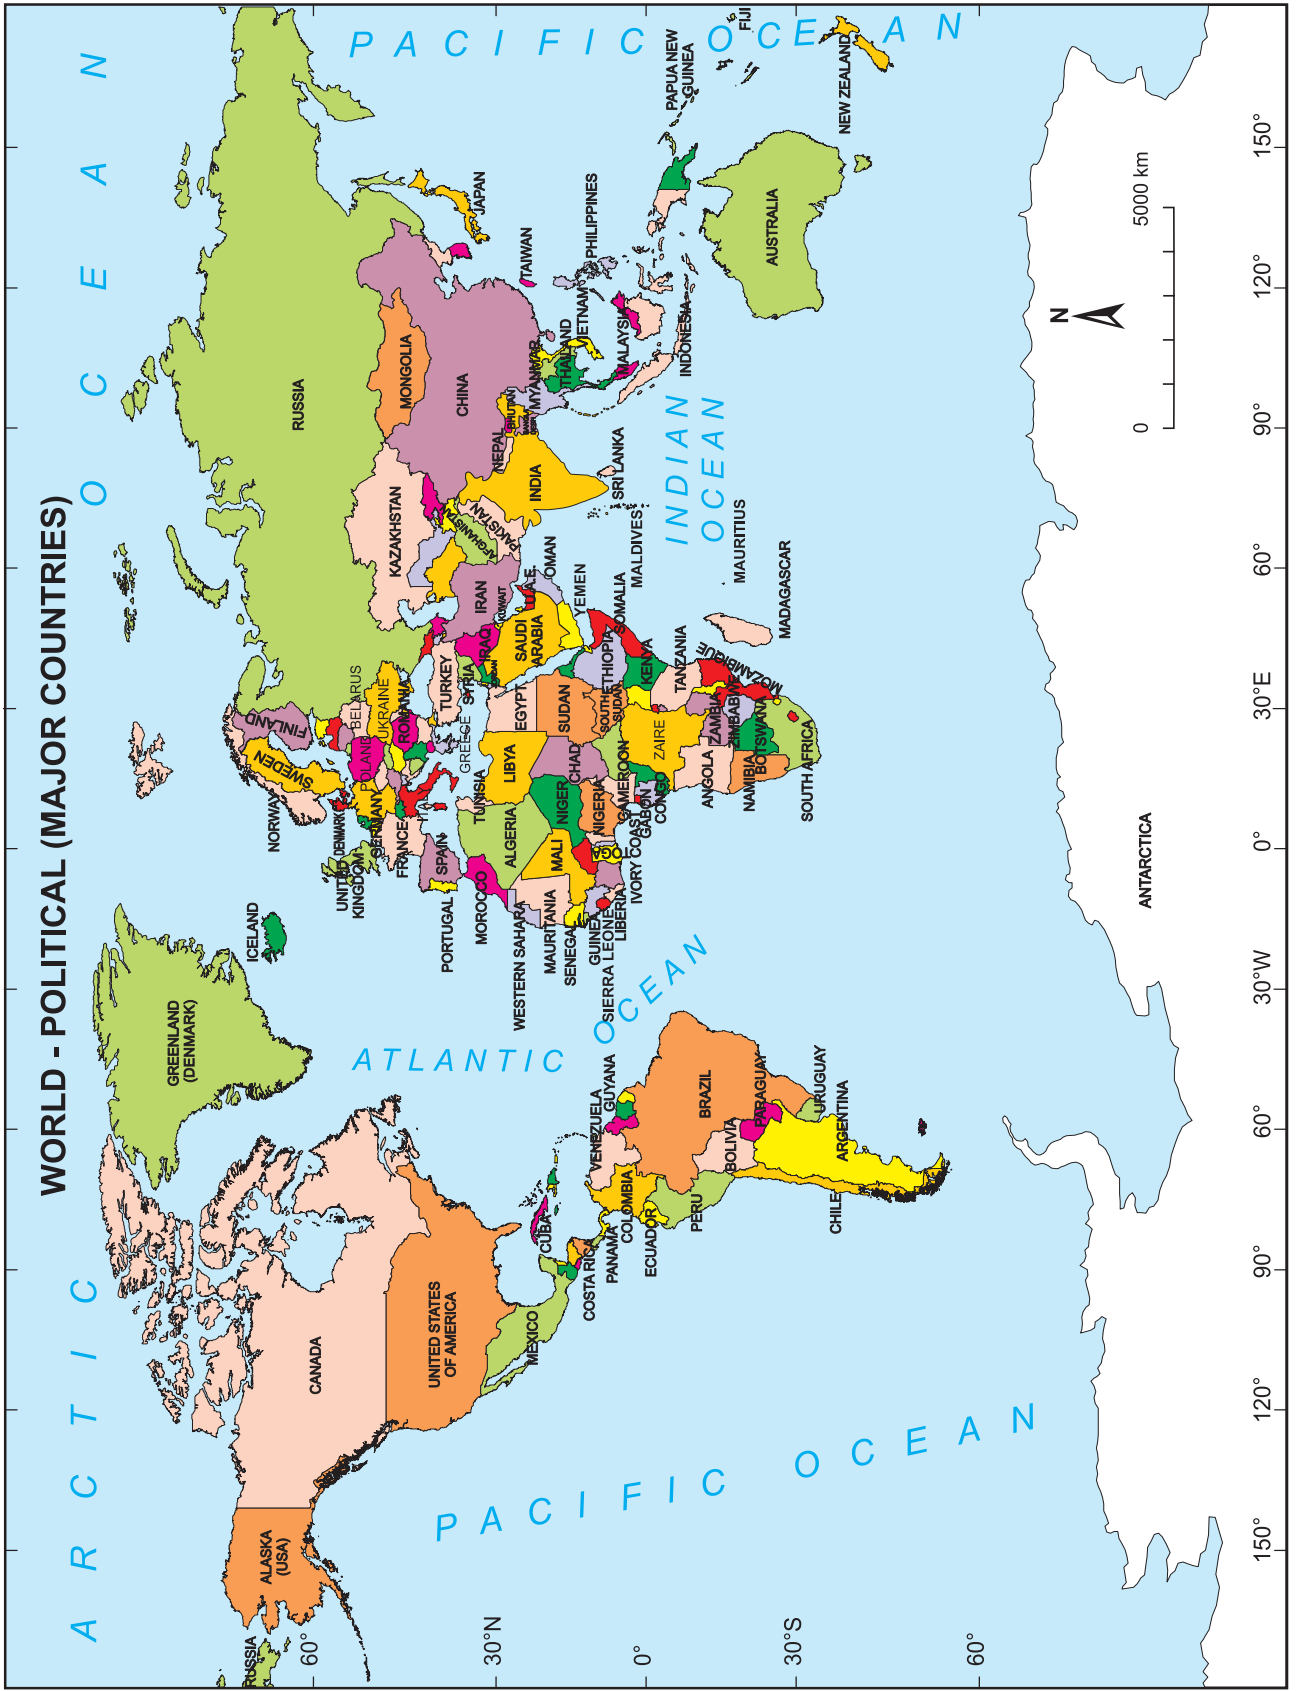 WORLD - POLITICAL (MAJOR COUNTRIES)
ARCTIC OCEAN
PACIFIC OCEAN
ATLANTIC OCEAN
INDIAN
OCEAN
PACIFIC OCEAN
RUSSIA
ALASKA
(USA)
CANADA
GREENLAND
(DENMARK)
ICELAND
UNITED STATES
OF AMERICA
MEXICO
CUBA
COSTA RICA
PANAMA
VENEZUELA
GUYANA
COLOMBIA
ECUADOR
PERU
BRAZIL
BOLIVIA
PARAGUAY
URUGUAY
ARGENTINA
CHILE
NORWAY
SWEDEN
FINLAND
UNITED
KINGDOM
DENMARK
GERMANY
POLAND
BELARUS
UKRAINE
ROMANIA
FRANCE
SPAIN
PORTUGAL
GREECE
TURKEY
SYRIA
IRAQ
IRAN
KUWAIT
SAUDI
ARABIA
U.A.E.
OMAN
YEMEN
RUSSIA
KAZAKHSTAN
MONGOLIA
CHINA
JAPAN
TAIWAN
AFGHANISTAN
PAKISTAN
INDIA
NEPAL
BHUTAN
MYANMAR
THAILAND
VIETNAM
PHILIPPINES
MALAYSIA
INDONESIA
SRI LANKA
MALDIVES
MAURITIUS
MADAGASCAR
PAPUA NEW
GUINEA
FIJI
AUSTRALIA
NEW ZEALAND
MOROCCO
WESTERN SAHARA
ALGERIA
TUNISIA
LIBYA
EGYPT
MAURITANIA
MALI
NIGER
CHAD
SUDAN
SOUTH
SUDAN
ETHIOPIA
SOMALIA
SENEGAL
GUINEA
SIERRA LEONE
LIBERIA
IVORY COAST
NIGERIA
CAMEROON
GABON
CONGO
ZAIRE
KENYA
TANZANIA
ANGOLA
ZAMBIA
ZIMBABWE
MOZAMBIQUE
NAMIBIA
BOTSWANA
SOUTH AFRICA
ANTARCTICA
N
0 5000 km
60°
30°N
0°
30°S
60°
150° 120° 90° 60° 30°W 0° 30°E 60° 90° 120° 150°